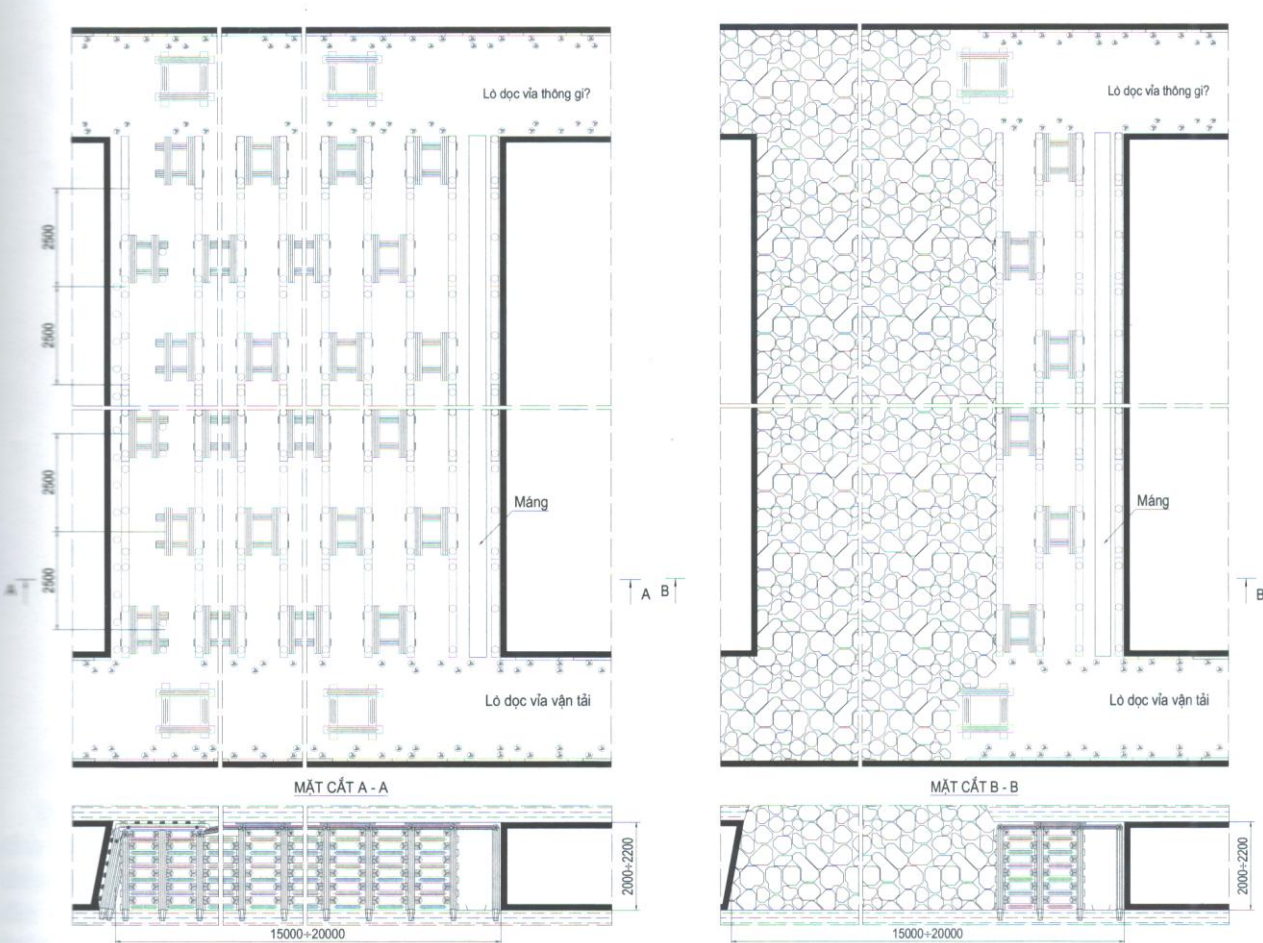 Lò dọc vỉa thông gi?
2500
2500
2500
2500
Máng
A
Lò dọc vỉa vận tải
MẶT CẮT A - A
2000÷2200
15000÷20000
Lò dọc vỉa thông gi?
Máng
B
B
Lò dọc vỉa vận tải
MẶT CẮT B - B
2000÷2200
15000÷20000